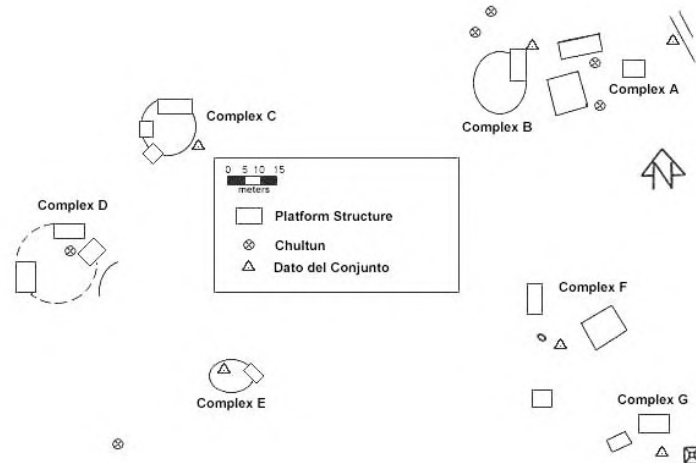 Complex A
Complex B
Complex C
0 5 10 15
meters
Platform Structure
Chultun
Dato del Conjunto
N
Complex D
Complex F
Complex E
Complex G